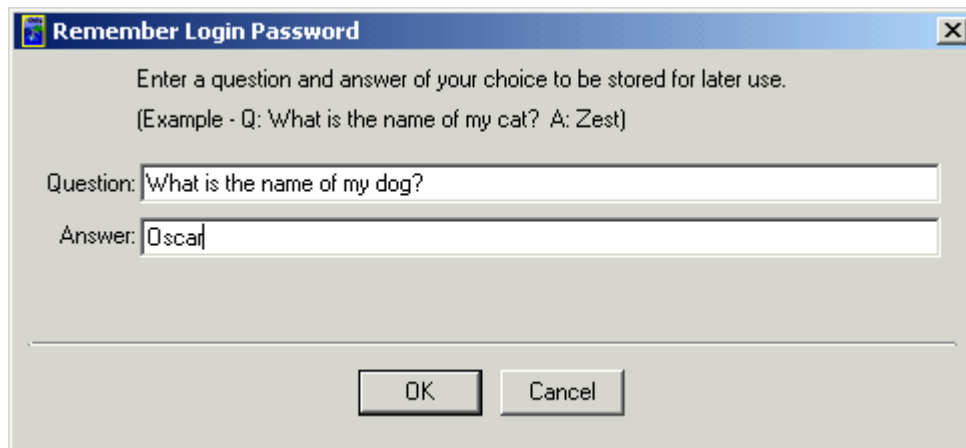 Remember Login Password
Enter a question and answer of your choice to be stored for later use.
(Example - Q: What is the name of my cat?  A: Zest)
Question: What is the name of my dog?
Answer: Oscar
OK Cancel